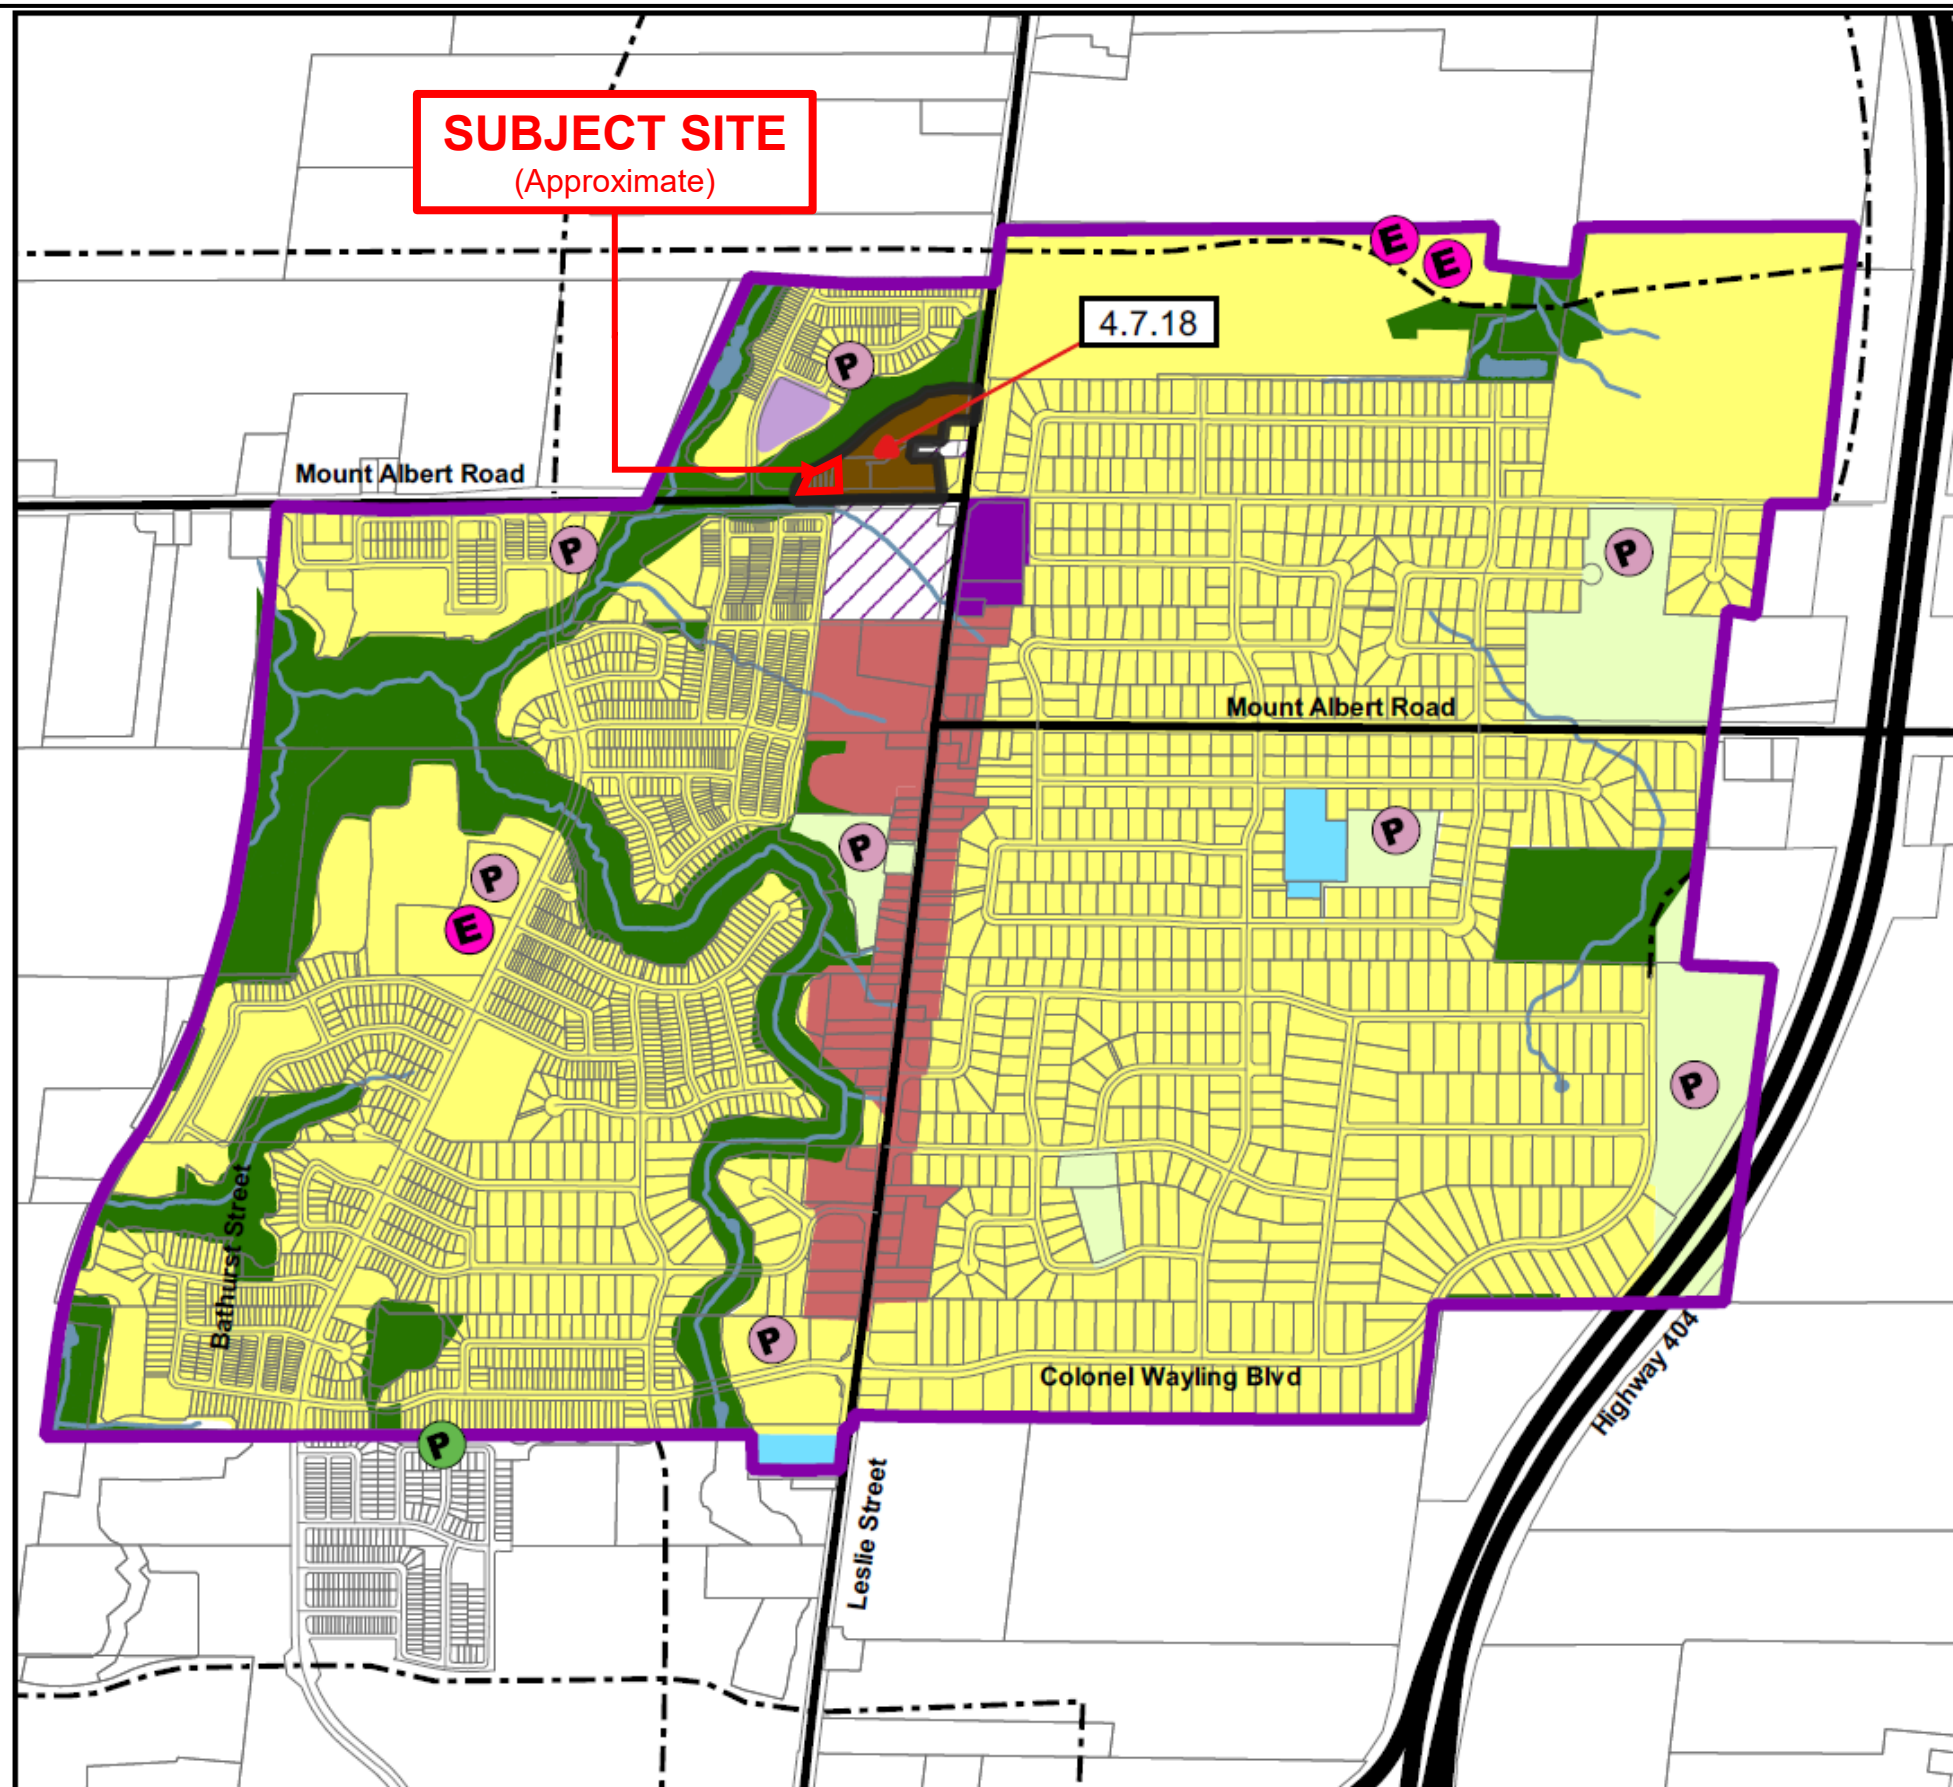 SUBJECT SITE
(Approximate)
E
E
4.7.18
P
Mount Albert Road
P
P
Mount Albert Road
P
P
P
E
P
Bathurst Street
P
Colonel Wayling Blvd
Highway 404
P
Leslie Street